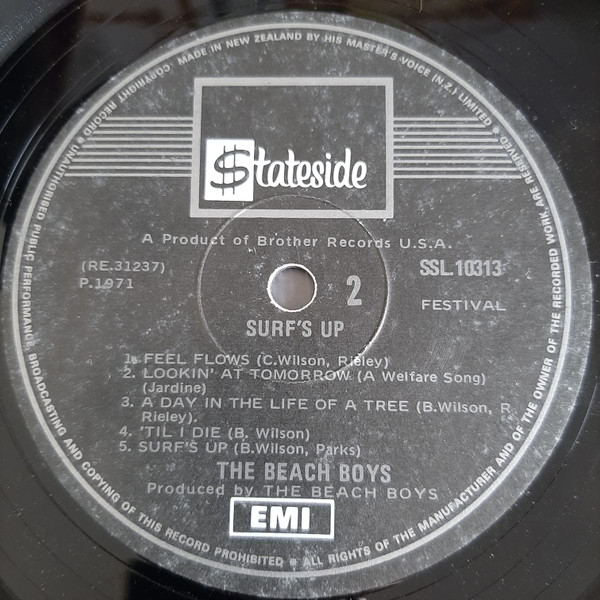 COPYRIGHT RECORD • MADE IN NEW ZEALAND BY HIS MASTER'S VOICE (N.Z.) LIMITED •
$tateside
A Product of Brother Records U.S.A.
(RE.31237)
P.1971
2
SSL.10313
FESTIVAL
SURF'S UP
1. FEEL FLOWS (C.Wilson, Rieley)
2. LOOKIN' AT TOMORROW (A Welfare Song)
(Jardine)
3. A DAY IN THE LIFE OF A TREE (B.Wilson, R
Rieley).
4. 'TIL I DIE (B. Wilson)
5. SURF'S UP (B.Wilson, Parks)
THE BEACH BOYS
Produced by THE BEACH BOYS
EMI
UNAUTHORISED PUBLIC PERFORMANCE, BROADCASTING AND COPYING OF THIS RECORD PROHIBITED • ALL RIGHTS OF THE MANUFACTURER AND OF THE OWNER OF THE RECORDED WORK ARE RESERVED •